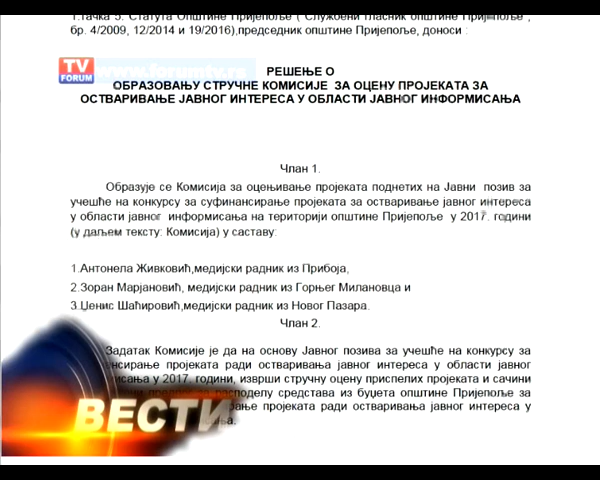 1.тачка 5. Статута Општине Пријепоље ("Службени гласник општине Пријепоље",
бр. 4/2009, 12/2014 и 19/2016),председник општине Пријепоље, доноси :
TV
FORUM
www.forumtv.rs
РЕШЕЊЕ О
ОБРАЗОВАЊУ СТРУЧНЕ КОМИСИЈЕ ЗА ОЦЕНУ ПРОЈЕКАТА ЗА
ОСТВАРИВАЊЕ ЈАВНОГ ИНТЕРЕСА У ОБЛАСТИ ЈАВНОГ ИНФОРМИСАЊА
Члан 1.
Образује се Комисија за оцењивање пројеката поднетих на Јавни позив за
учешће на конкурсу за суфинансирање пројеката за остваривање јавног интереса
у области јавног информисања на територији општине Пријепоље у 2017. години
(у даљем тексту: Комисија) у саставу:
1.Антонела Живковић,медијски радник из Прибоја,
2.Зоран Марјановић, медијски радник из Горњег Милановца и
3.Џенис Шаћировић,медијски радник из Новог Пазара.
Члан 2.
Задатак Комисије је да на основу Јавног позива за учешће на конкурсу за
нсирање пројеката ради остваривања јавног интереса у области јавног
исања у 2017. години, изврши стручну оцену приспелих пројеката и сачини
расподелу средстава из буџета општине Пријепоље за
ање пројеката ради остваривања јавног интереса у
ВЕСТИ